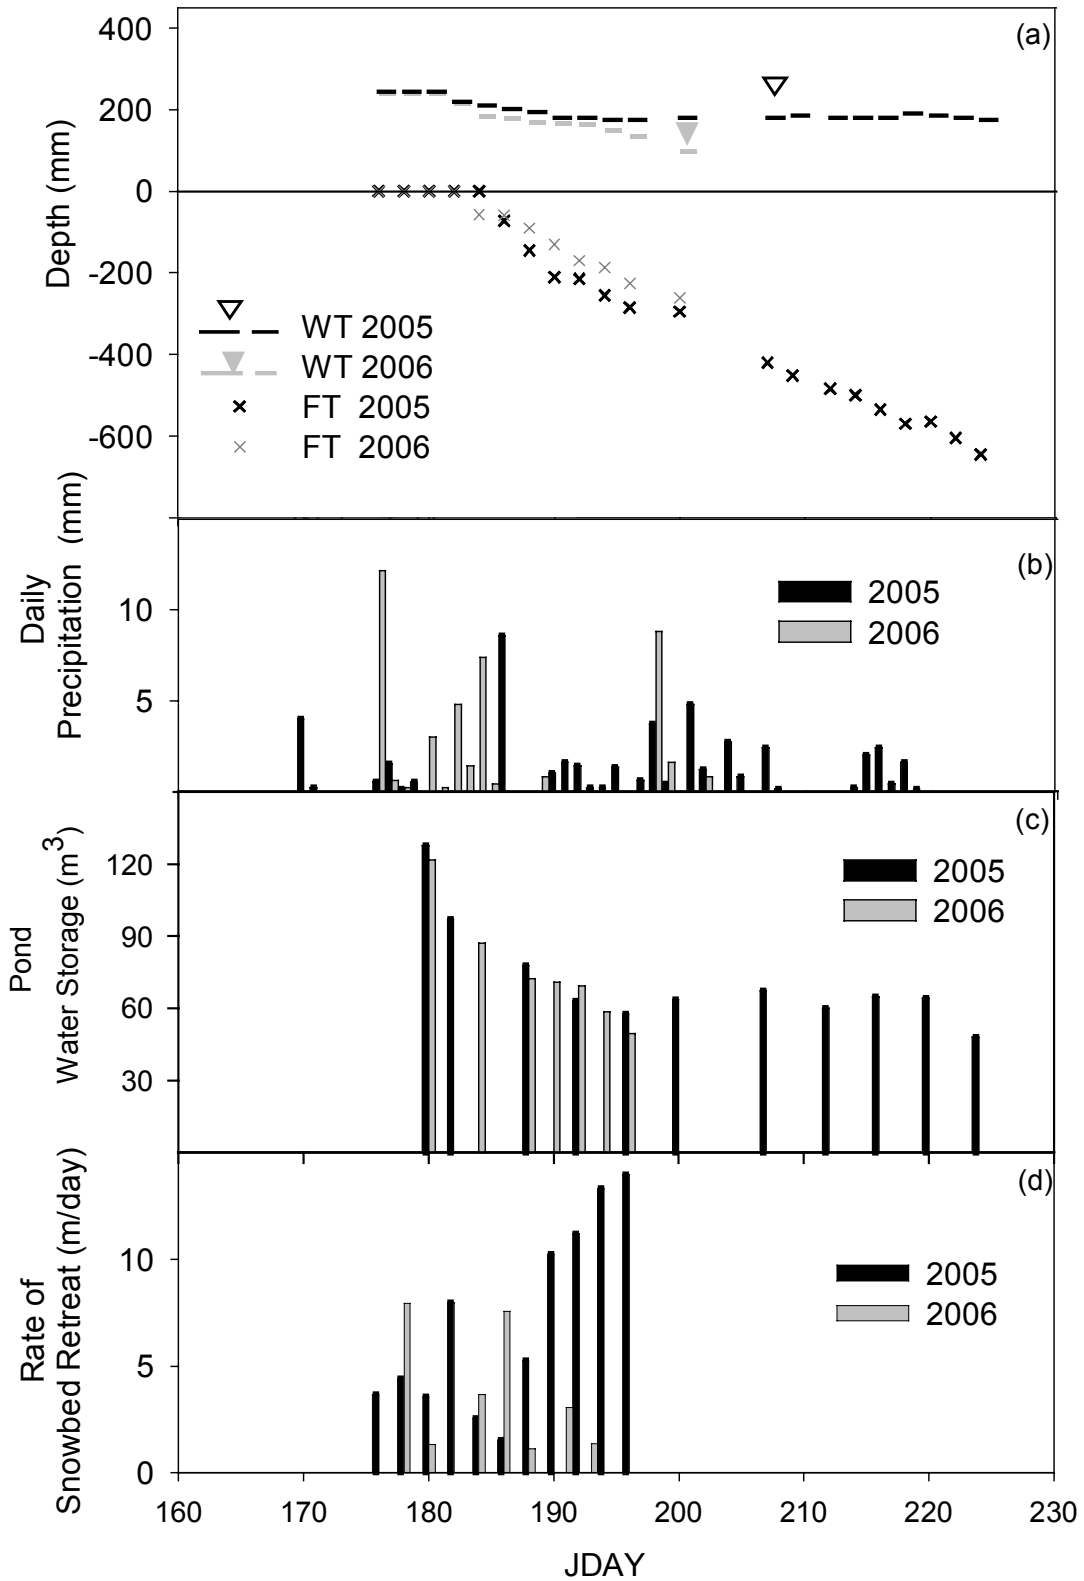 400
200
0
-200
-400
-600
Depth (mm)
(a)
WT 2005
WT 2006
FT 2005
FT 2006
Daily
Precipitation (mm)
10
5
(b)
2005
2006
Pond
Water Storage (m³)
120
90
60
30
(c)
2005
2006
Rate of
Snowbed Retreat (m/day)
10
5
0
(d)
2005
2006
160 170 180 190 200 210 220 230
JDAY